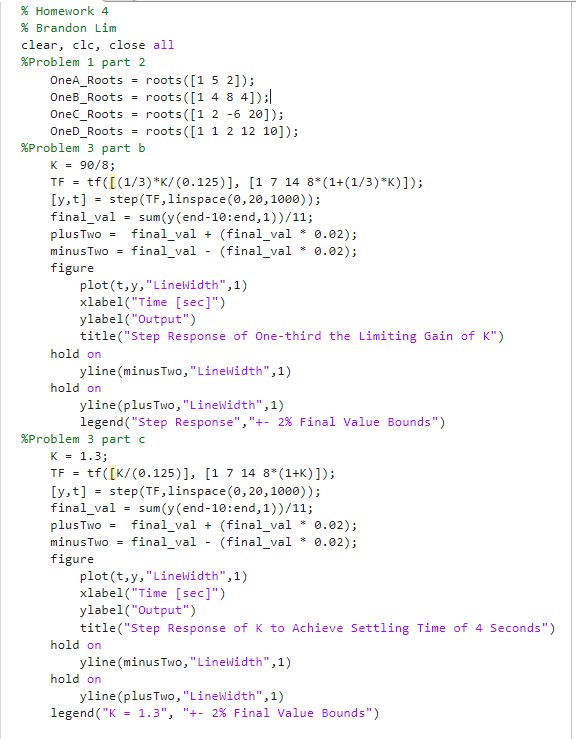 % Homework 4
% Brandon Lim
clear, clc, close all
%Problem 1 part 2
OneA_Roots = roots([1 5 2]);
OneB_Roots = roots([1 4 8 4]);
OneC_Roots = roots([1 2 -6 20]);
OneD_Roots = roots([1 1 2 12 10]);
%Problem 3 part b
K = 90/8;
TF = tf([(1/3)*K/(0.125)], [1 7 14 8*(1+(1/3)*K)]);
[y,t] = step(TF,linspace(0,20,1000));
final_val = sum(y(end-10:end,1))/11;
plusTwo =  final_val + (final_val * 0.02);
minusTwo = final_val - (final_val * 0.02);
figure
plot(t,y,"LineWidth",1)
xlabel("Time [sec]")
ylabel("Output")
title("Step Response of One-third the Limiting Gain of K")
hold on
yline(minusTwo,"LineWidth",1)
hold on
yline(plusTwo,"LineWidth",1)
legend("Step Response","+- 2% Final Value Bounds")
%Problem 3 part c
K = 1.3;
TF = tf([K/(0.125)], [1 7 14 8*(1+K)]);
[y,t] = step(TF,linspace(0,20,1000));
final_val = sum(y(end-10:end,1))/11;
plusTwo =  final_val + (final_val * 0.02);
minusTwo = final_val - (final_val * 0.02);
figure
plot(t,y,"LineWidth",1)
xlabel("Time [sec]")
ylabel("Output")
title("Step Response of K to Achieve Settling Time of 4 Seconds")
hold on
yline(minusTwo,"LineWidth",1)
hold on
yline(plusTwo,"LineWidth",1)
legend("K = 1.3", "+- 2% Final Value Bounds")